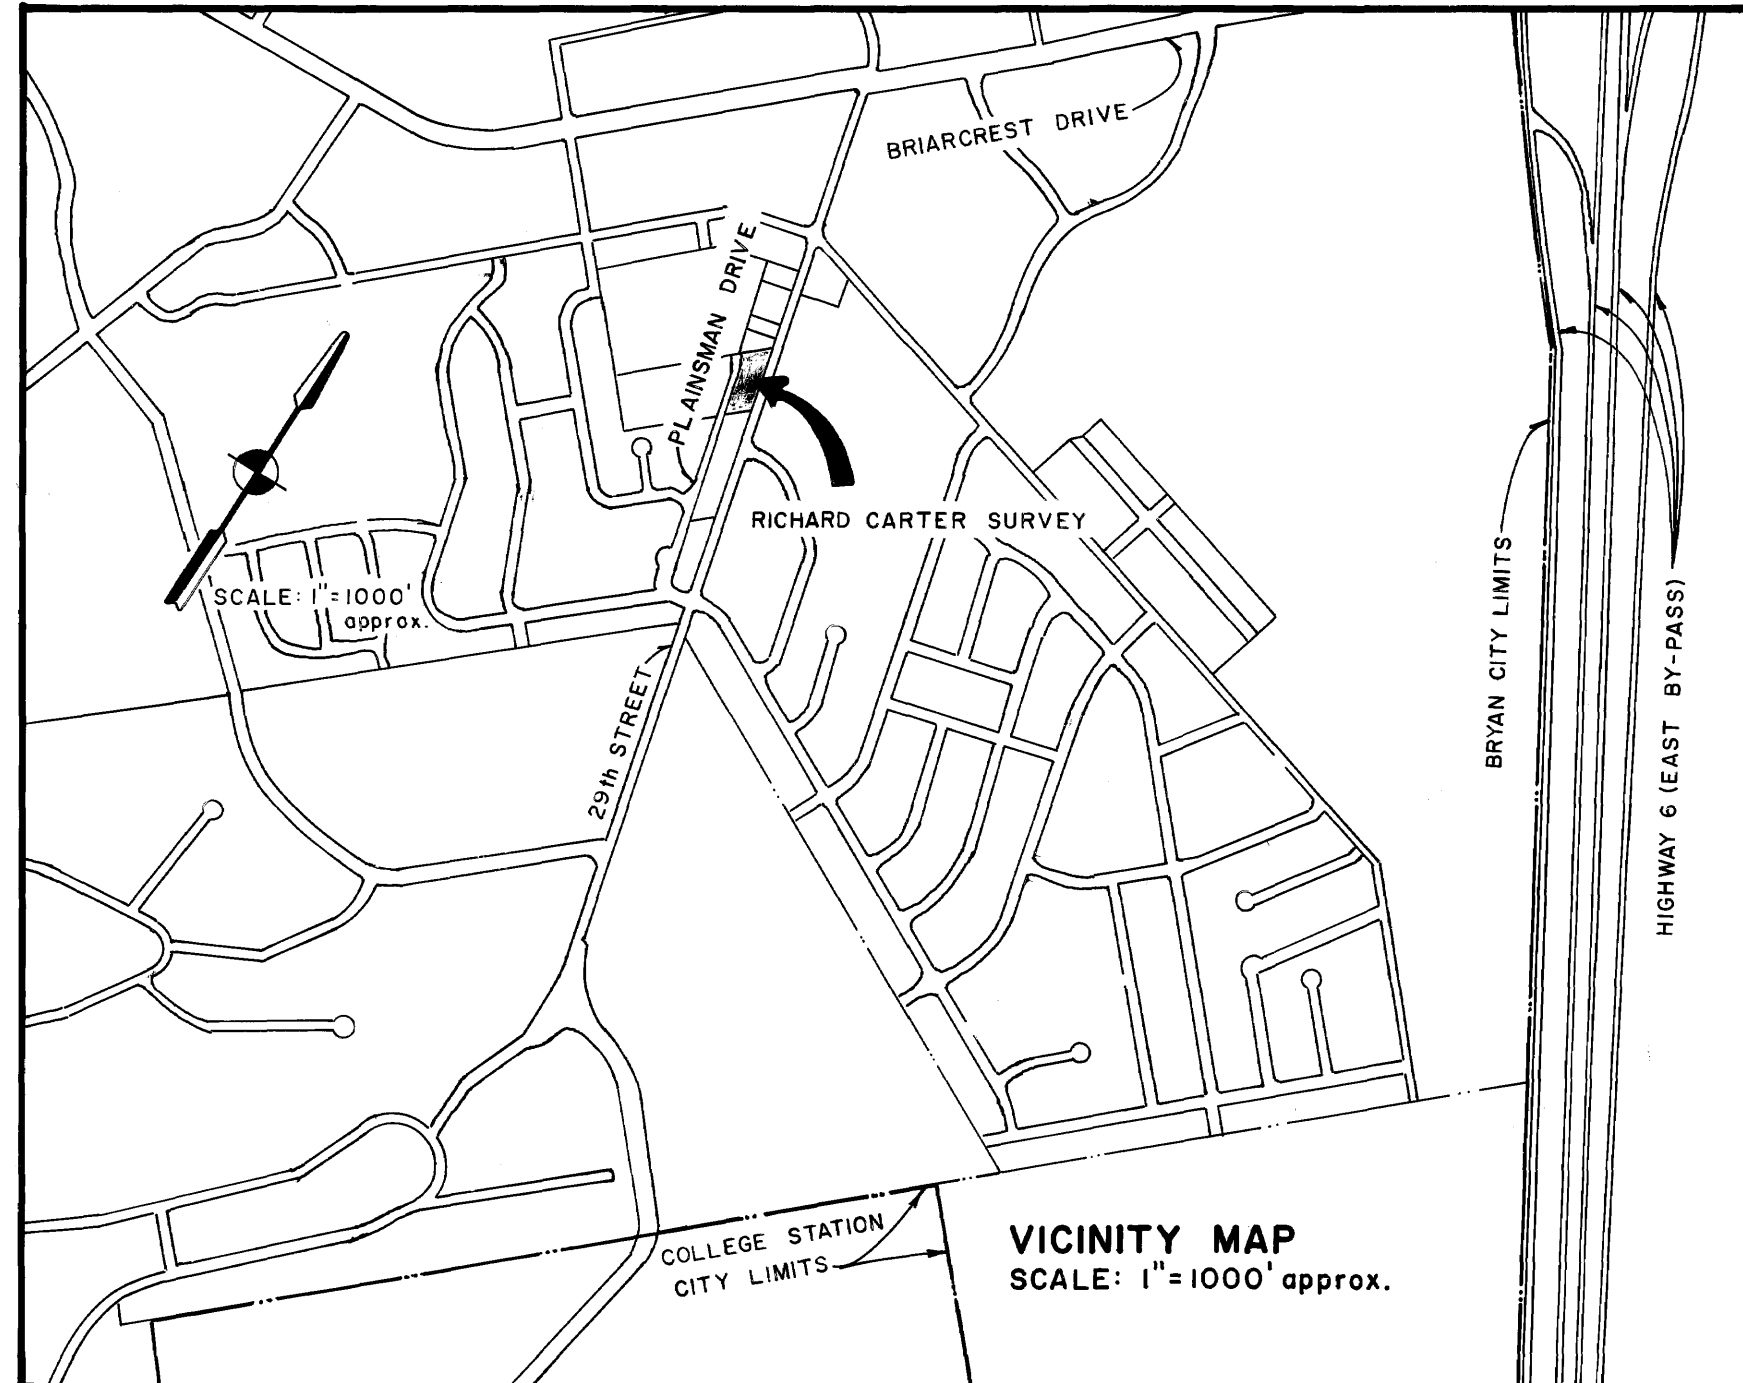 BRIARCREST DRIVE
PLAINSMAN DRIVE
RICHARD CARTER SURVEY
SCALE: 1"=1000'
approx.
29th STREET
BRYAN CITY LIMITS
HIGHWAY 6 (EAST BY-PASS)
COLLEGE STATION
CITY LIMITS
VICINITY MAP
SCALE: 1"=1000' approx.